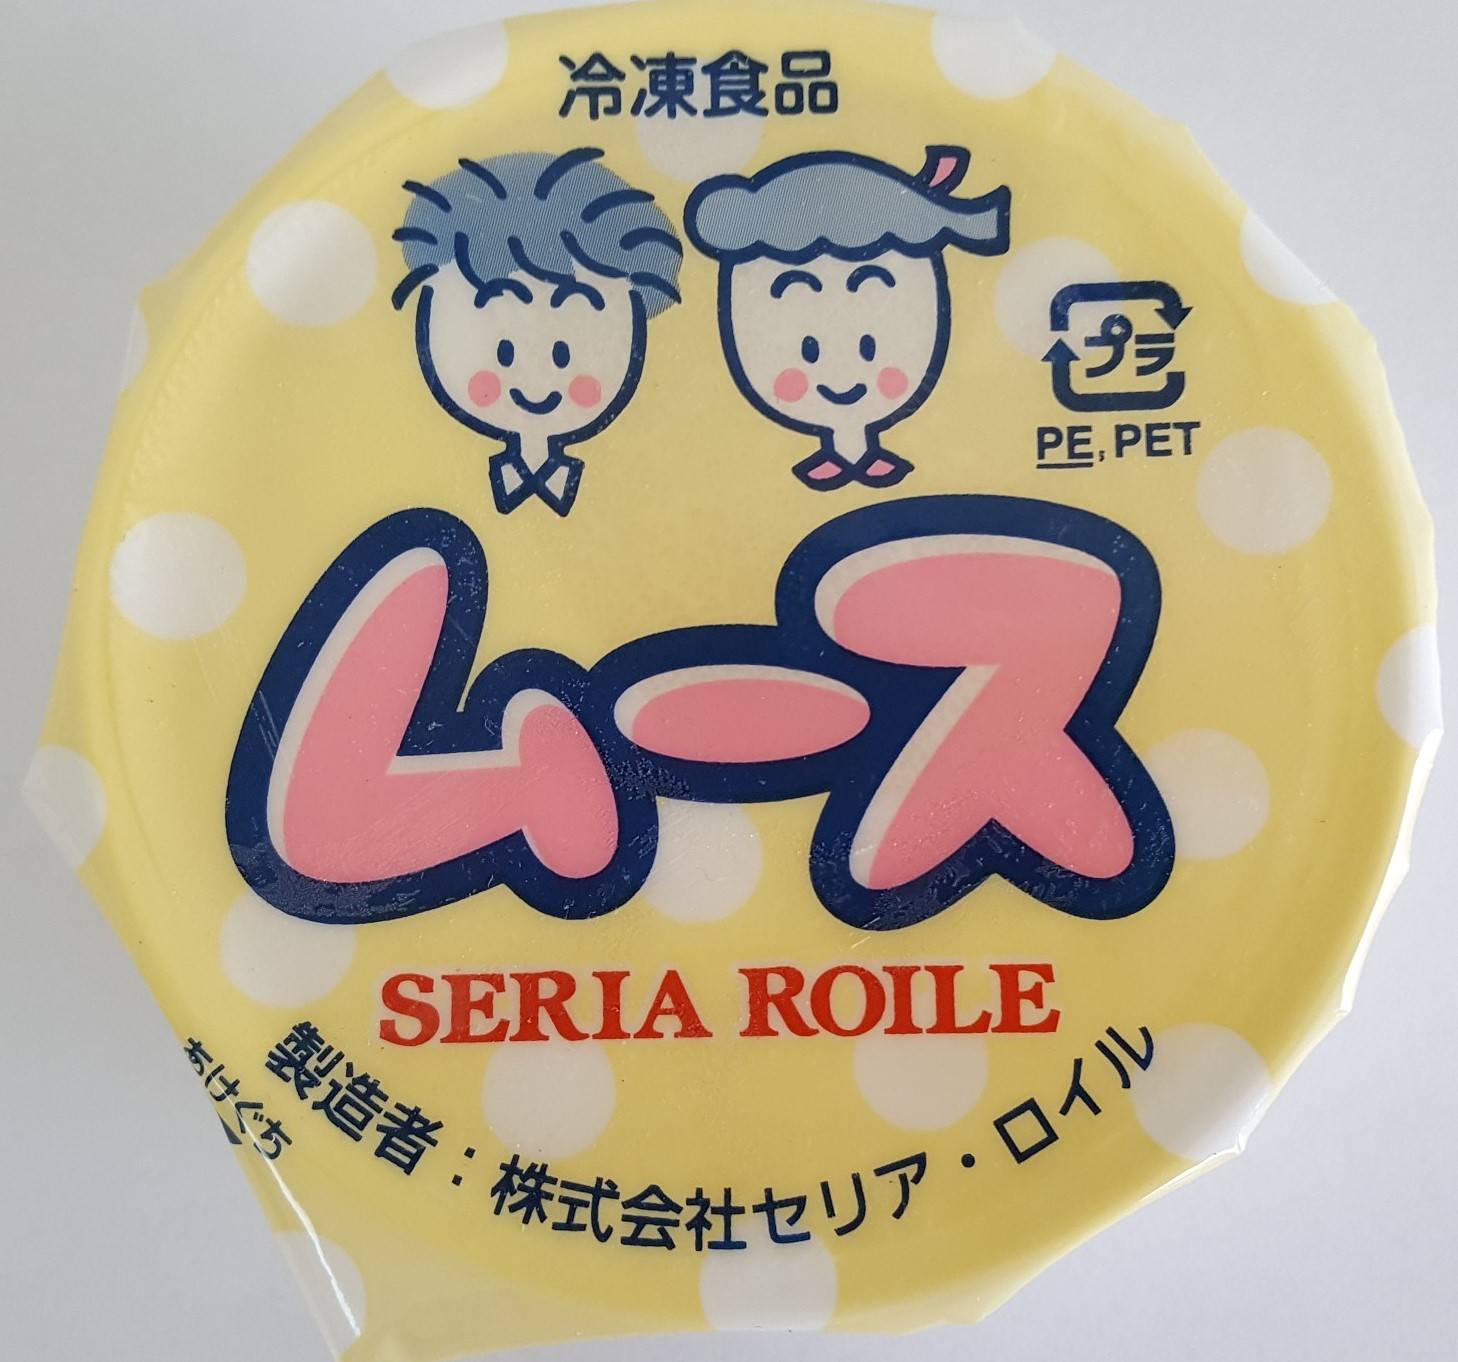 冷凍食品
プラ
PE, PET
ムース
SERIA ROILE
あけぐち
製造者：株式会社セリア・ロイル